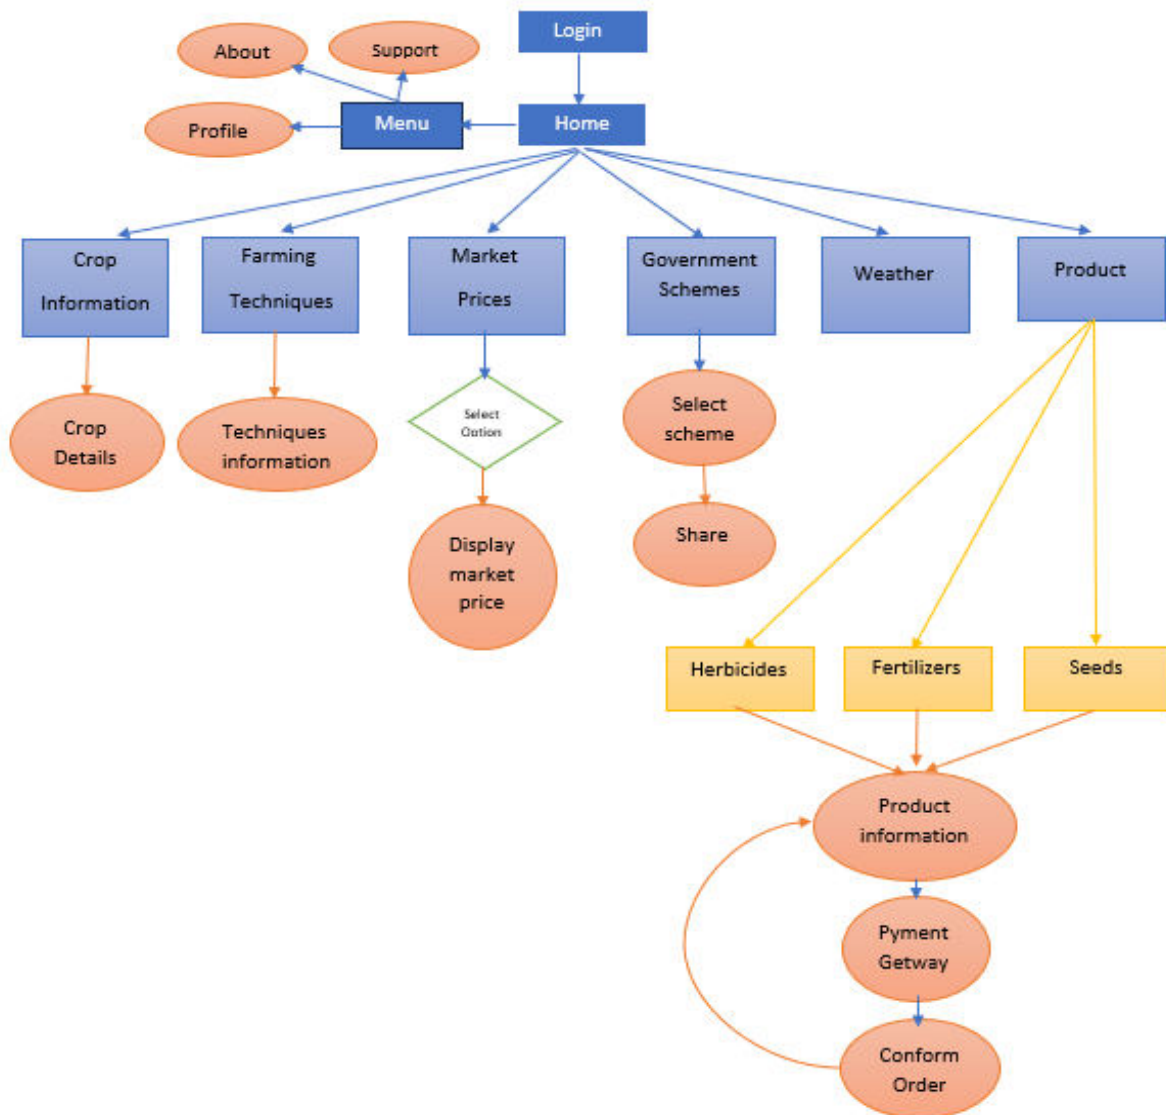 Login
About
Support
Profile
Menu
Home
Crop
Information
Farming
Techniques
Market
Prices
Government
Schemes
Weather
Product
Crop
Details
Techniques
information
Select
Option
Select
scheme
Display
market
price
Share
Herbicides
Fertilizers
Seeds
Product
information
Pyment
Getway
Conform
Order